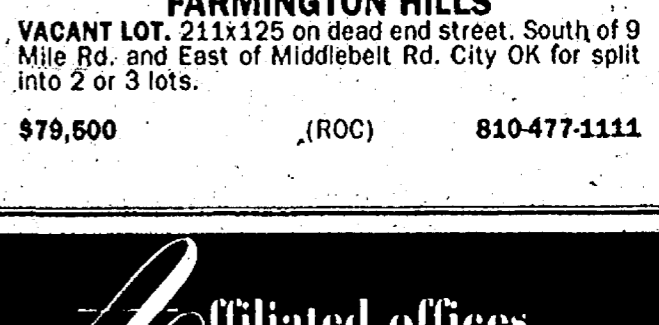 FARMINGTON HILLS
VACANT LOT. 211x125 on dead end street. South of 9
Mile Rd. and East of Middlebelt Rd. City OK for split
into 2 or 3 lots.
$79,500 (ROC) 810-477-1111
Affiliated offices